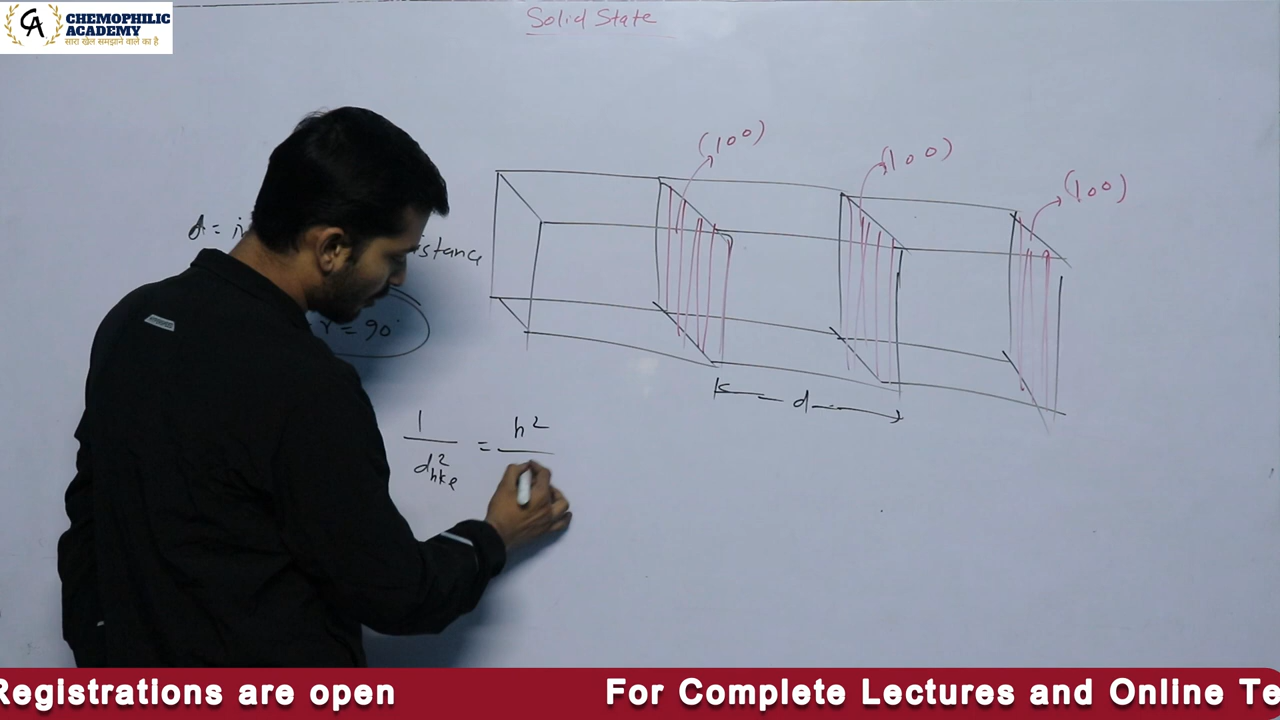 CA CHEMOPHILIC
ACADEMY
सारा खेल समझाने वाले का है
Solid State
(100)
(100)
(100)
d =
istance
γ = 90°
d
1/d²hkl = h²/
Registrations are open For Complete Lectures and Online Te